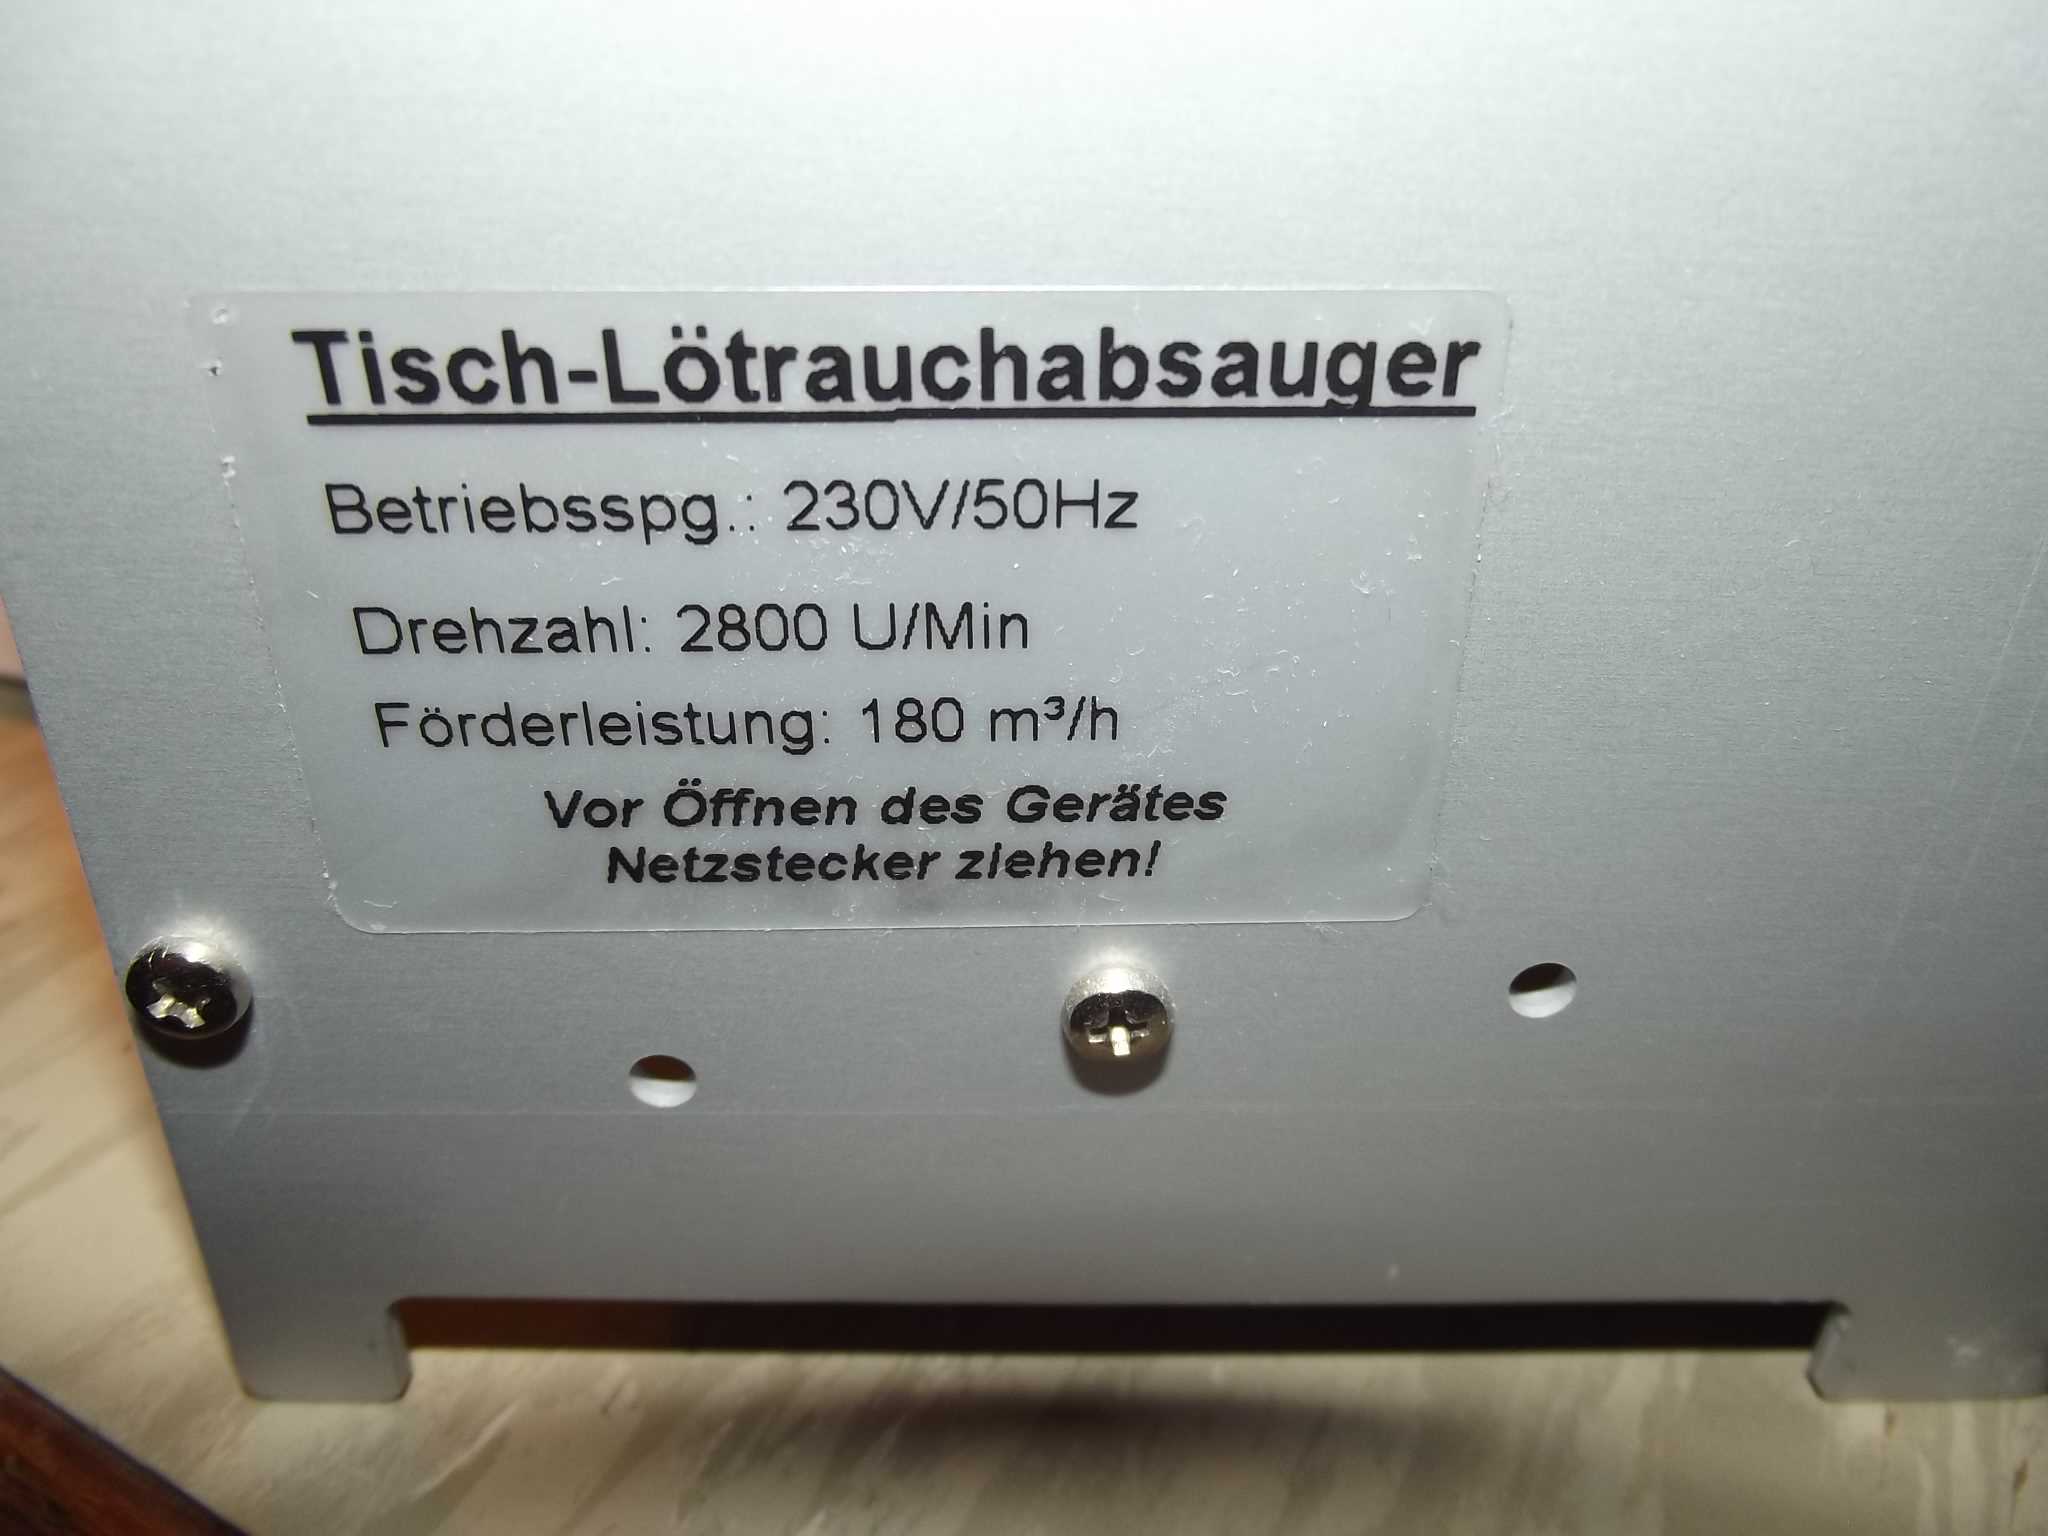 Tisch-Lötrauchabsauger
Betriebsspg.: 230V/50Hz
Drehzahl: 2800 U/Min
Förderleistung: 180 m³/h
Vor Öffnen des Gerätes
Netzstecker ziehen!